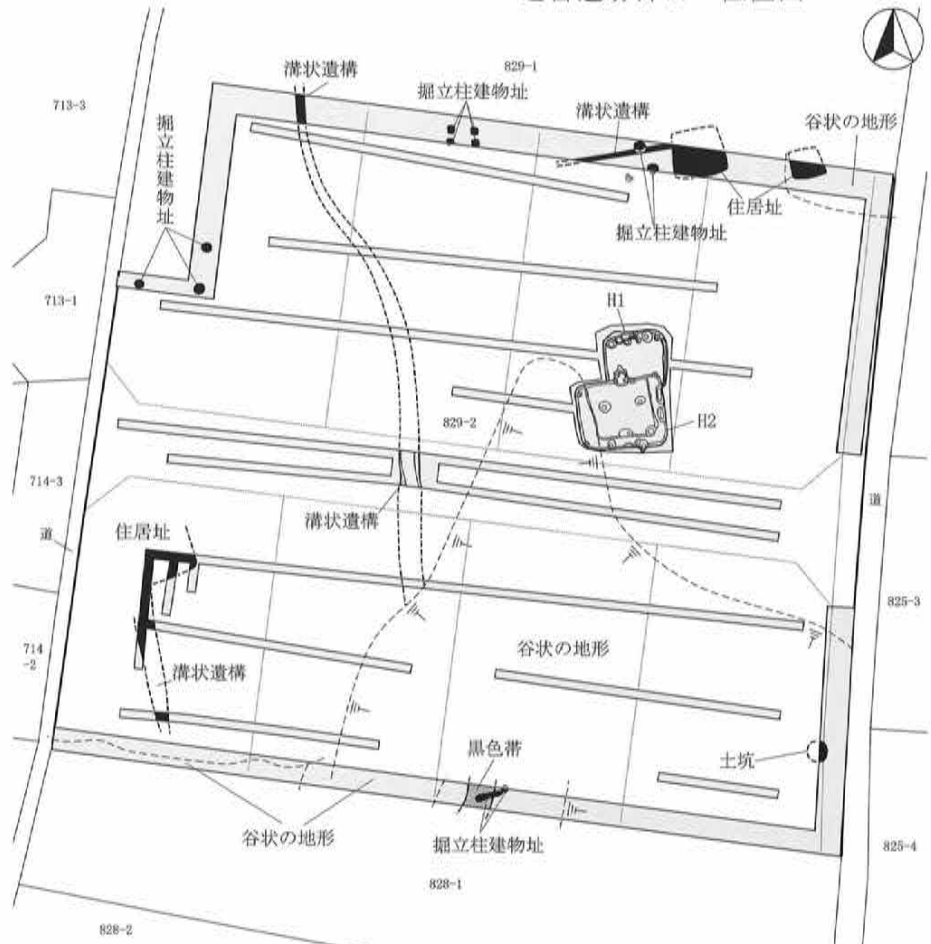 溝状遺構
829-1
掘立柱建物址
溝状遺構
谷状の地形
713-3
掘立柱建物址
住居址
掘立柱建物址
713-1
H1
829-2
H2
714-3
溝状遺構
道
道
住居址
825-3
谷状の地形
714
-2
溝状遺構
黒色帯
土坑
谷状の地形
掘立柱建物址
825-4
828-1
828-2